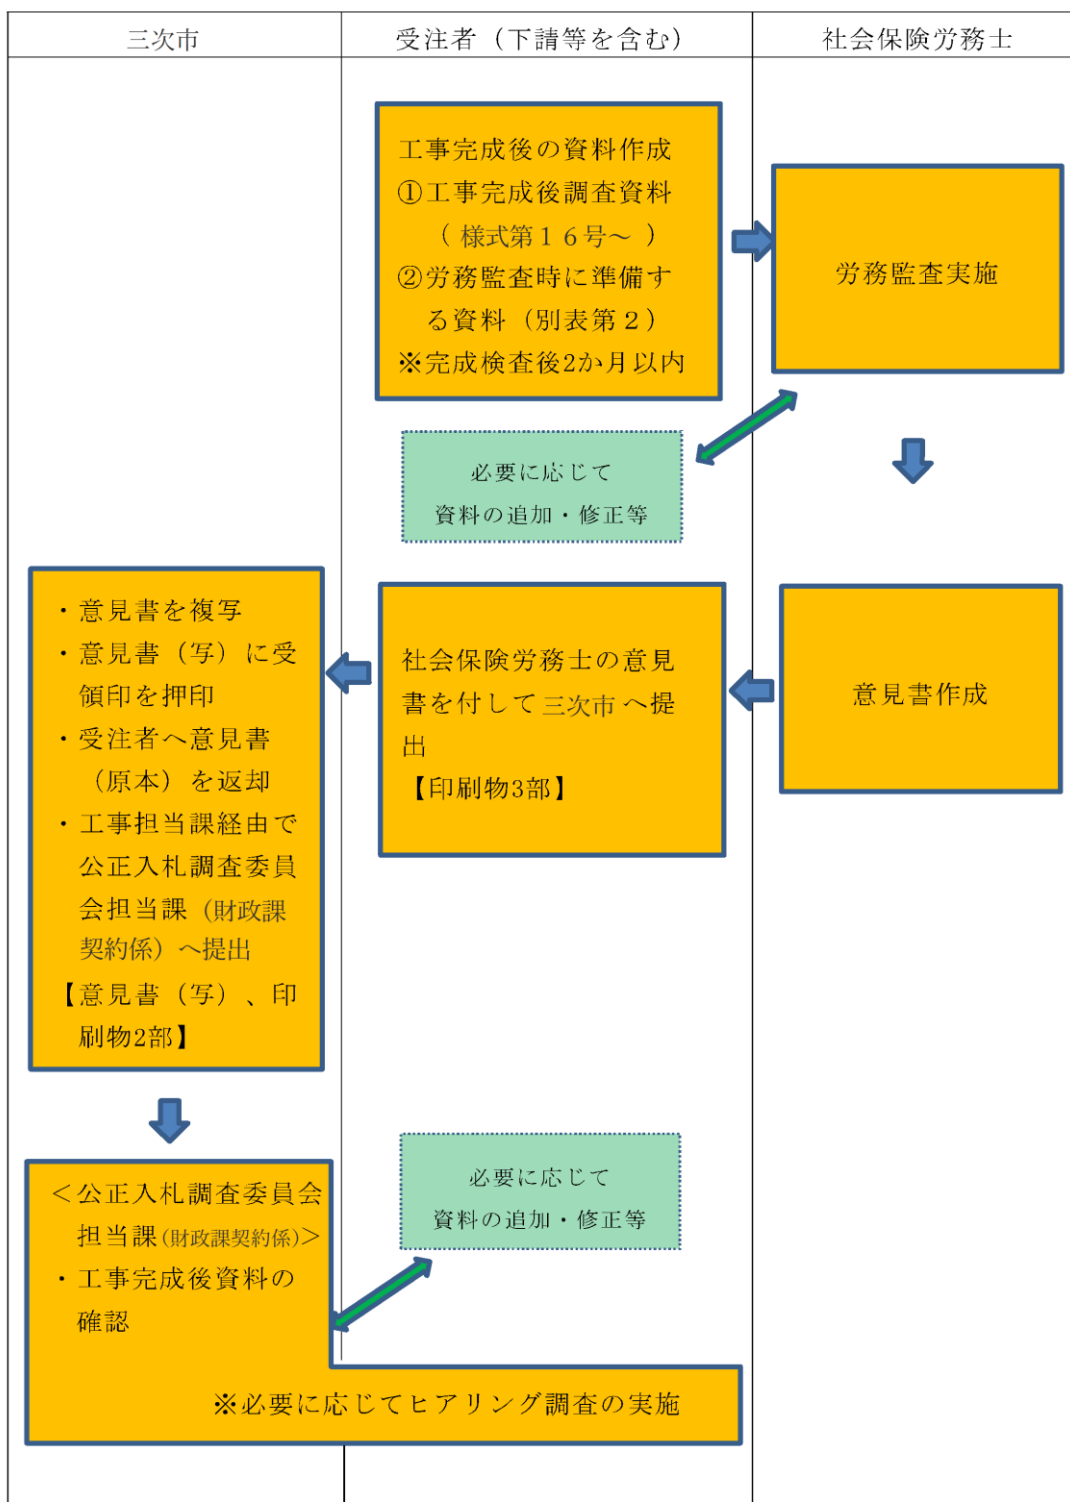 三次市
受注者（下請等を含む）
社会保険労務士
工事完成後の資料作成
①工事完成後調査資料
（様式第１６号～）
②労務監査時に準備す
る資料（別表第２）
※完成検査後2か月以内
労務監査実施
必要に応じて
資料の追加・修正等
意見書作成
社会保険労務士の意見
書を付して三次市へ提
出
【印刷物3部】
・意見書を複写
・意見書（写）に受
領印を押印
・受注者へ意見書
（原本）を返却
・工事担当課経由で
公正入札調査委員
会担当課（財政課
契約係）へ提出
【意見書（写）、印
刷物2部】
＜公正入札調査委員会
担当課(財政課契約係)＞
・工事完成後資料の
確認
必要に応じて
資料の追加・修正等
※必要に応じてヒアリング調査の実施